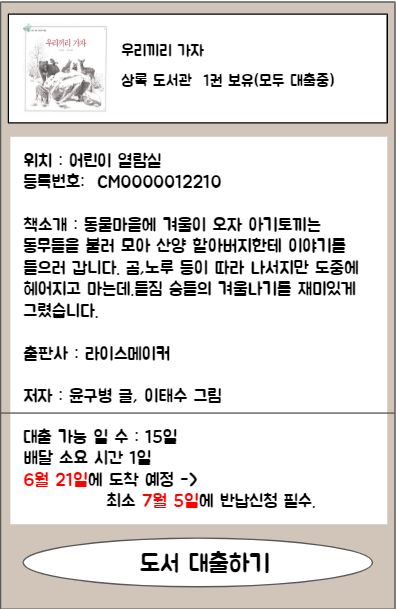 우리끼리 가자
우리끼리 가자
상록 도서관 1권 보유(모두 대출중)
위치 : 어린이 열람실
등록번호: CM0000012210
책소개 : 동물마을에 겨울이 오자 아기토끼는
동무들을 불러 모아 산양 할아버지한테 이야기를
들으러 갑니다. 곰,노루 등이 따라 나서지만 도중에
헤어지고 마는데.들짐 승들의 겨울나기를 재미있게
그렸습니다.
출판사 : 라이스메이커
저자 : 윤구병 글, 이태수 그림
대출 가능 일 수 : 15일
배달 소요 시간 1일
6월 21일에 도착 예정 ->
최소 7월 5일에 반납신청 필수.
도서 대출하기